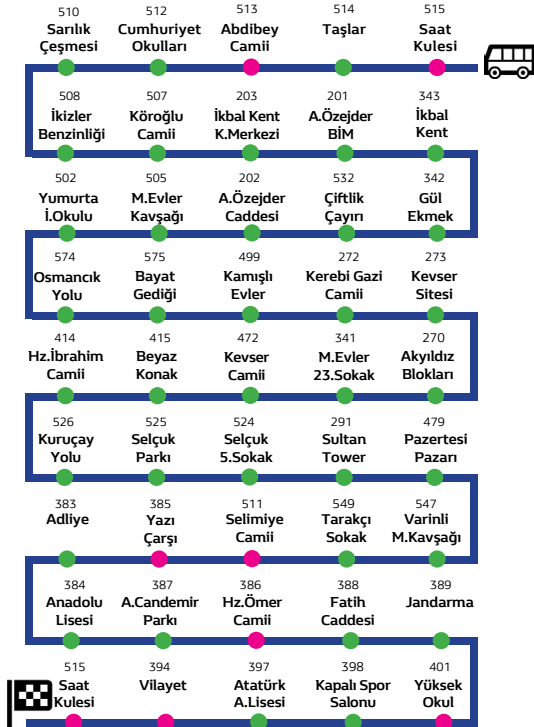 510 512 513 514 515
Sarılık Cumhuriyet Abdibey Taşlar Saat
Çeşmesi Okulları Camii Kulesi
508 507 203 201 343
İkizler Köroğlu İkbal Kent A.Özejder İkbal
Benzinliği Camii K.Merkezi BİM Kent
502 505 202 532 342
Yumurta M.Evler A.Özejder Çiftlik Gül
İ.Okulu Kavşağı Caddesi Çayırı Ekmek
574 575 499 272 273
Osmancık Bayat Kamışlı Kerebi Gazi Kevser
Yolu Gediği Evler Camii Sitesi
414 415 472 341 270
Hz.İbrahim Beyaz Kevser M.Evler Akyıldız
Camii Konak Camii 23.Sokak Blokları
526 525 524 291 479
Kuruçay Selçuk Selçuk Sultan Pazertesi
Yolu Parkı 5.Sokak Tower Pazarı
383 385 511 549 547
Adliye Yazı Selimiye Tarakçı Varinli
Çarşı Camii Sokak M.Kavşağı
384 387 386 388 389
Anadolu A.Candemir Hz.Ömer Fatih Jandarma
Lisesi Parkı Camii Caddesi
515 394 397 398 401
Saat Vilayet Atatürk Kapalı Spor Yüksek
Kulesi A.Lisesi Salonu Okul